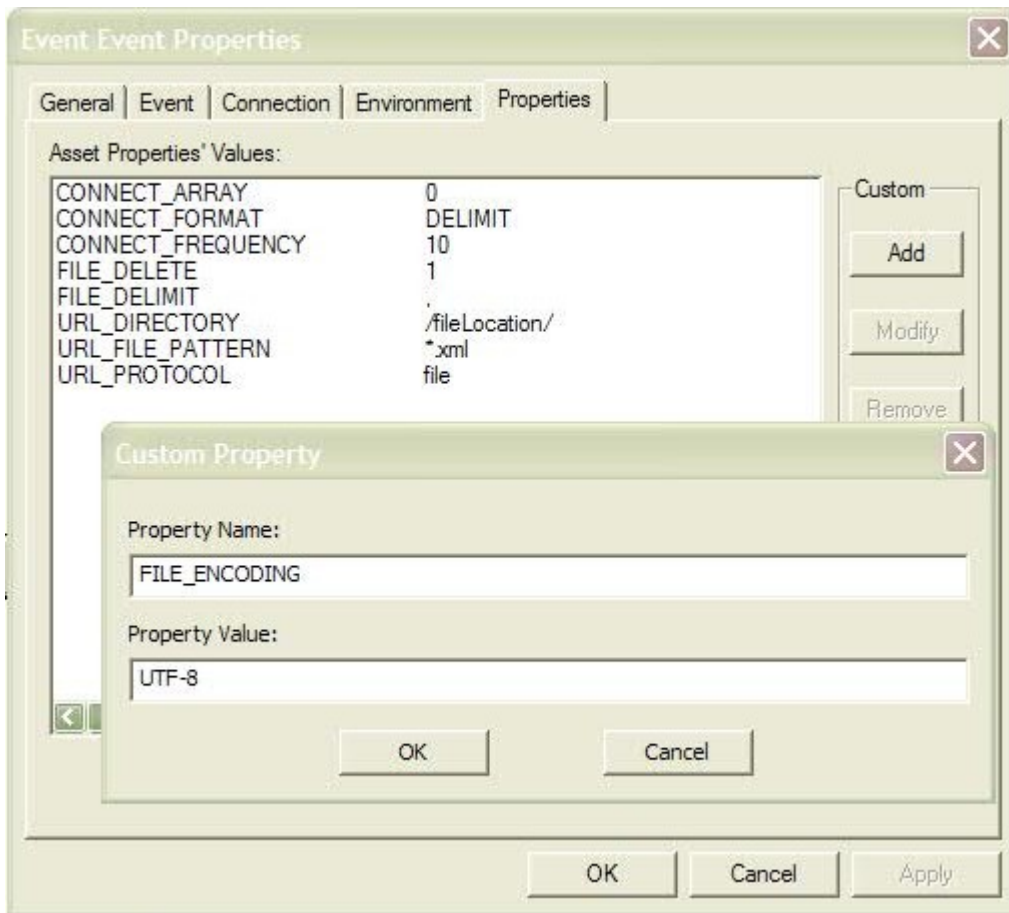 Event Event Properties
General Event Connection Environment Properties
Asset Properties' Values:
CONNECT_ARRAY 0
CONNECT_FORMAT DELIMIT
CONNECT_FREQUENCY 10
FILE_DELETE 1
FILE_DELIMIT .
URL_DIRECTORY /fileLocation/
URL_FILE_PATTERN *.xml
URL_PROTOCOL file
Custom
Add
Modify
Remove
Custom Property
Property Name:
FILE_ENCODING
Property Value:
UTF-8
OK Cancel
OK Cancel Apply